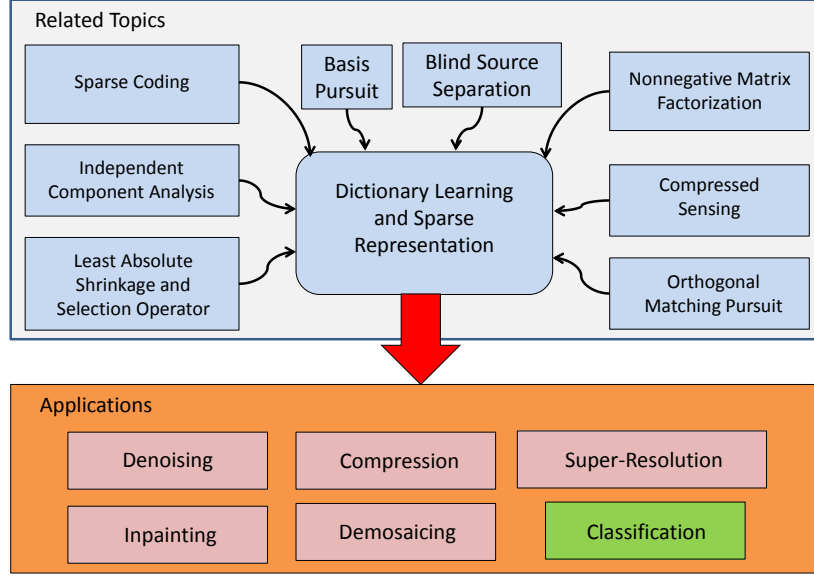 Related Topics
Sparse Coding
Basis
Pursuit
Blind Source
Separation
Nonnegative Matrix
Factorization
Independent
Component Analysis
Dictionary Learning
and Sparse
Representation
Compressed
Sensing
Least Absolute
Shrinkage and
Selection Operator
Orthogonal
Matching Pursuit
Applications
Denoising
Compression
Super-Resolution
Inpainting
Demosaicing
Classification